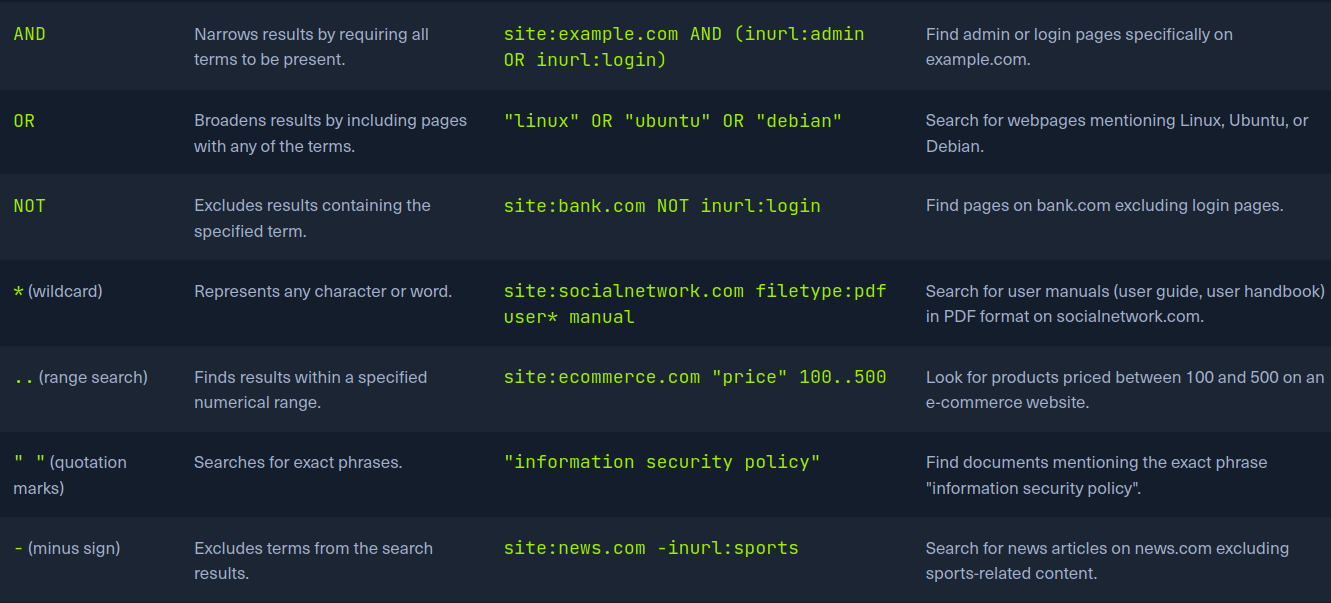 AND Narrows results by requiring all site:example.com AND (inurl:admin Find admin or login pages specifically on
terms to be present. OR inurl:login) example.com.
OR Broadens results by including pages "linux" OR "ubuntu" OR "debian" Search for webpages mentioning Linux, Ubuntu, or
with any of the terms. Debian.
NOT Excludes results containing the site:bank.com NOT inurl:login Find pages on bank.com excluding login pages.
specified term.
* (wildcard) Represents any character or word. site:socialnetwork.com filetype:pdf Search for user manuals (user guide, user handbook)
user* manual in PDF format on socialnetwork.com.
.. (range search) Finds results within a specified site:ecommerce.com "price" 100..500 Look for products priced between 100 and 500 on an
numerical range. e-commerce website.
" " (quotation Searches for exact phrases. "information security policy" Find documents mentioning the exact phrase
marks) "information security policy".
- (minus sign) Excludes terms from the search site:news.com -inurl:sports Search for news articles on news.com excluding
results. sports-related content.